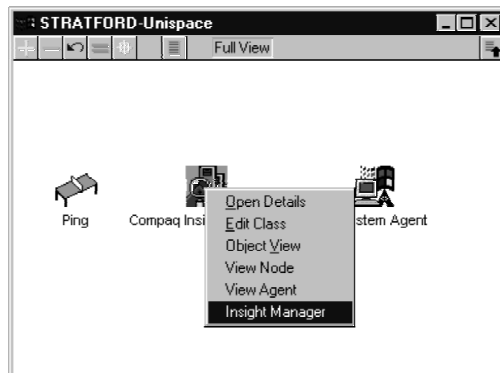 STRATFORD-Unispace
Full View
Ping
Compaq Insi
stem Agent
Open Details
Edit Class
Object View
View Node
View Agent
Insight Manager